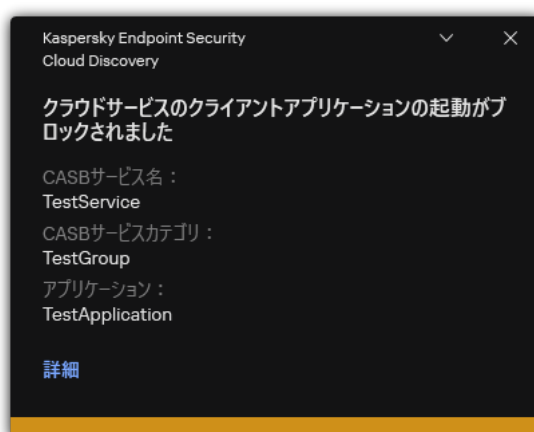 Kaspersky Endpoint Security
Cloud Discovery
クラウドサービスのクライアントアプリケーションの起動がブ
ロックされました
CASBサービス名：
TestService
CASBサービスカテゴリ：
TestGroup
アプリケーション：
TestApplication
詳細